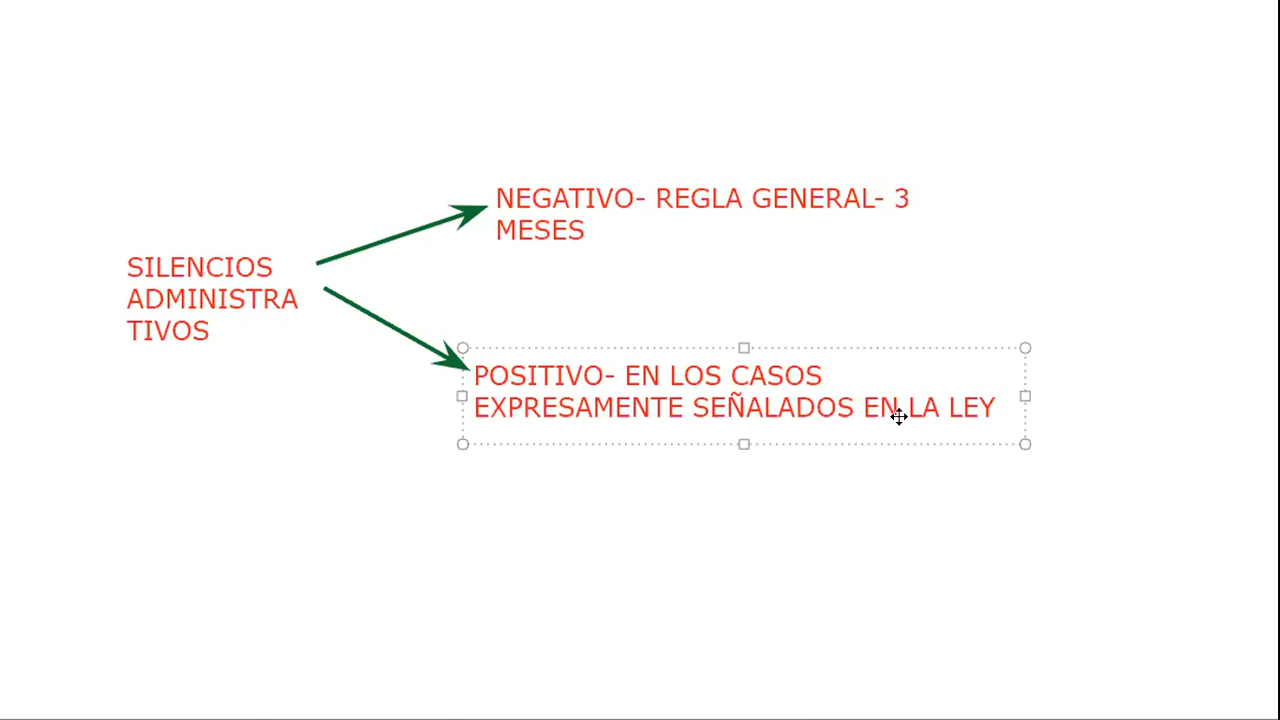 NEGATIVO- REGLA GENERAL- 3
MESES
SILENCIOS
ADMINISTRA
TIVOS
POSITIVO- EN LOS CASOS
EXPRESAMENTE SEÑALADOS EN LA LEY